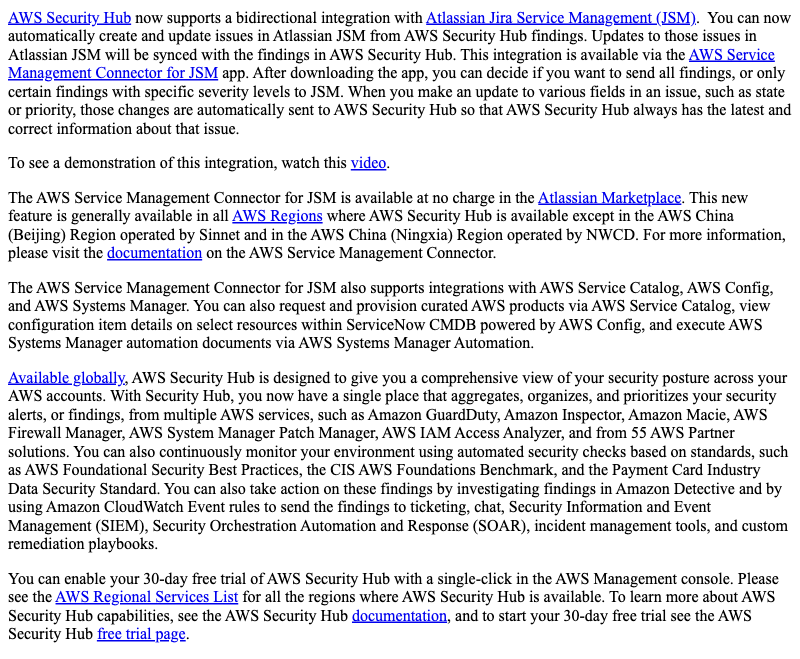 AWS Security Hub now supports a bidirectional integration with Atlassian Jira Service Management (JSM).  You can now
automatically create and update issues in Atlassian JSM from AWS Security Hub findings. Updates to those issues in
Atlassian JSM will be synced with the findings in AWS Security Hub. This integration is available via the AWS Service
Management Connector for JSM app. After downloading the app, you can decide if you want to send all findings, or only
certain findings with specific severity levels to JSM. When you make an update to various fields in an issue, such as state
or priority, those changes are automatically sent to AWS Security Hub so that AWS Security Hub always has the latest and
correct information about that issue.
To see a demonstration of this integration, watch this video.
The AWS Service Management Connector for JSM is available at no charge in the Atlassian Marketplace. This new
feature is generally available in all AWS Regions where AWS Security Hub is available except in the AWS China
(Beijing) Region operated by Sinnet and in the AWS China (Ningxia) Region operated by NWCD. For more information,
please visit the documentation on the AWS Service Management Connector.
The AWS Service Management Connector for JSM also supports integrations with AWS Service Catalog, AWS Config,
and AWS Systems Manager. You can also request and provision curated AWS products via AWS Service Catalog, view
configuration item details on select resources within ServiceNow CMDB powered by AWS Config, and execute AWS
Systems Manager automation documents via AWS Systems Manager Automation.
Available globally, AWS Security Hub is designed to give you a comprehensive view of your security posture across your
AWS accounts. With Security Hub, you now have a single place that aggregates, organizes, and prioritizes your security
alerts, or findings, from multiple AWS services, such as Amazon GuardDuty, Amazon Inspector, Amazon Macie, AWS
Firewall Manager, AWS System Manager Patch Manager, AWS IAM Access Analyzer, and from 55 AWS Partner
solutions. You can also continuously monitor your environment using automated security checks based on standards, such
as AWS Foundational Security Best Practices, the CIS AWS Foundations Benchmark, and the Payment Card Industry
Data Security Standard. You can also take action on these findings by investigating findings in Amazon Detective and by
using Amazon CloudWatch Event rules to send the findings to ticketing, chat, Security Information and Event
Management (SIEM), Security Orchestration Automation and Response (SOAR), incident management tools, and custom
remediation playbooks.
You can enable your 30-day free trial of AWS Security Hub with a single-click in the AWS Management console. Please
see the AWS Regional Services List for all the regions where AWS Security Hub is available. To learn more about AWS
Security Hub capabilities, see the AWS Security Hub documentation, and to start your 30-day free trial see the AWS
Security Hub free trial page.